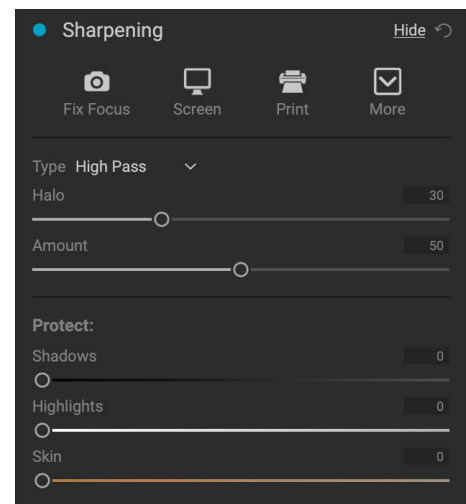 Sharpening Hide
Fix Focus Screen Print More
Type High Pass
Halo 30
Amount 50
Protect:
Shadows 0
Highlights 0
Skin 0